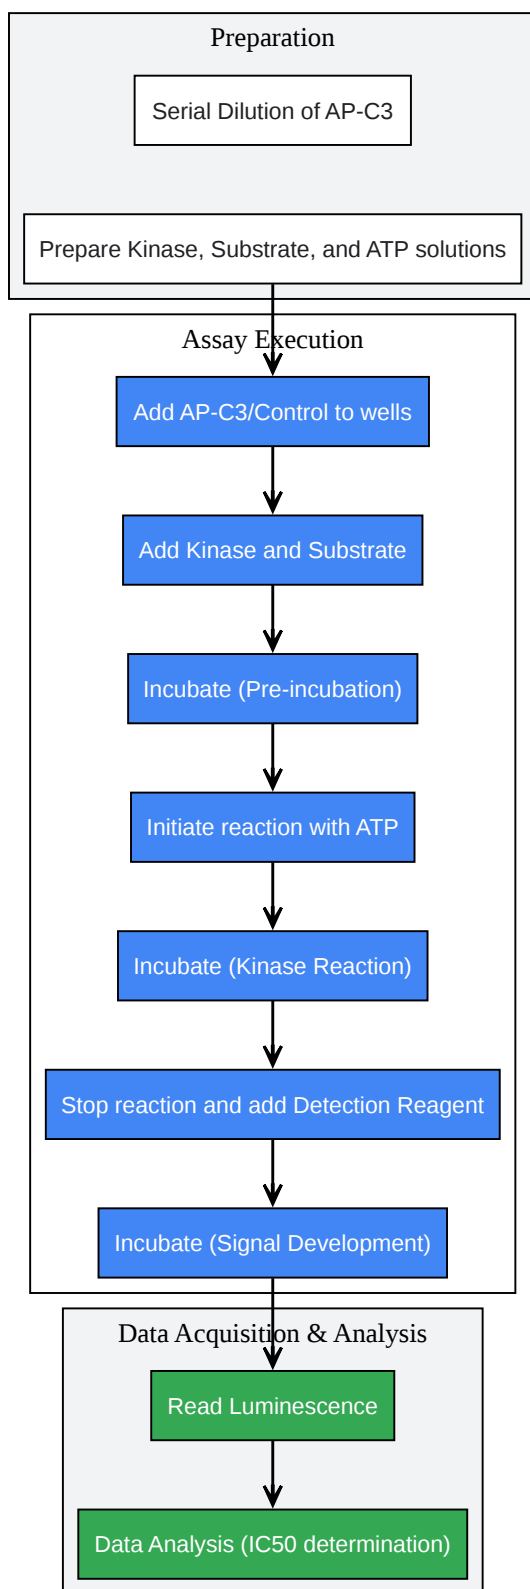 Preparation
Serial Dilution of AP-C3
Prepare Kinase, Substrate, and ATP solutions
Assay Execution
Add AP-C3/Control to wells
Add Kinase and Substrate
Incubate (Pre-incubation)
Initiate reaction with ATP
Incubate (Kinase Reaction)
Stop reaction and add Detection Reagent
Incubate (Signal Development)
Data Acquisition & Analysis
Read Luminescence
Data Analysis (IC50 determination)